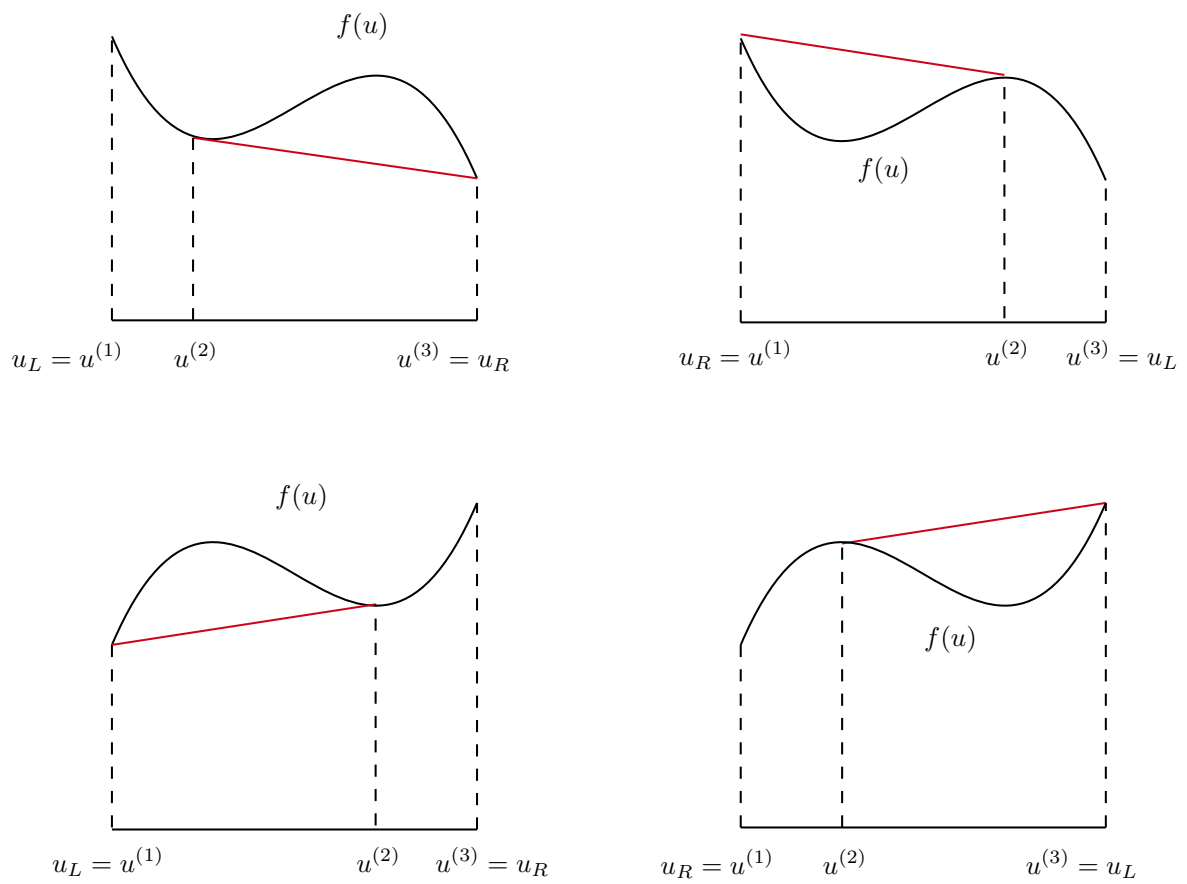 f(u)
u_L = u^{(1)} u^{(2)} u^{(3)} = u_R
f(u)
u_R = u^{(1)} u^{(2)} u^{(3)} = u_L
f(u)
u_L = u^{(1)} u^{(2)} u^{(3)} = u_R
f(u)
u_R = u^{(1)} u^{(2)} u^{(3)} = u_L